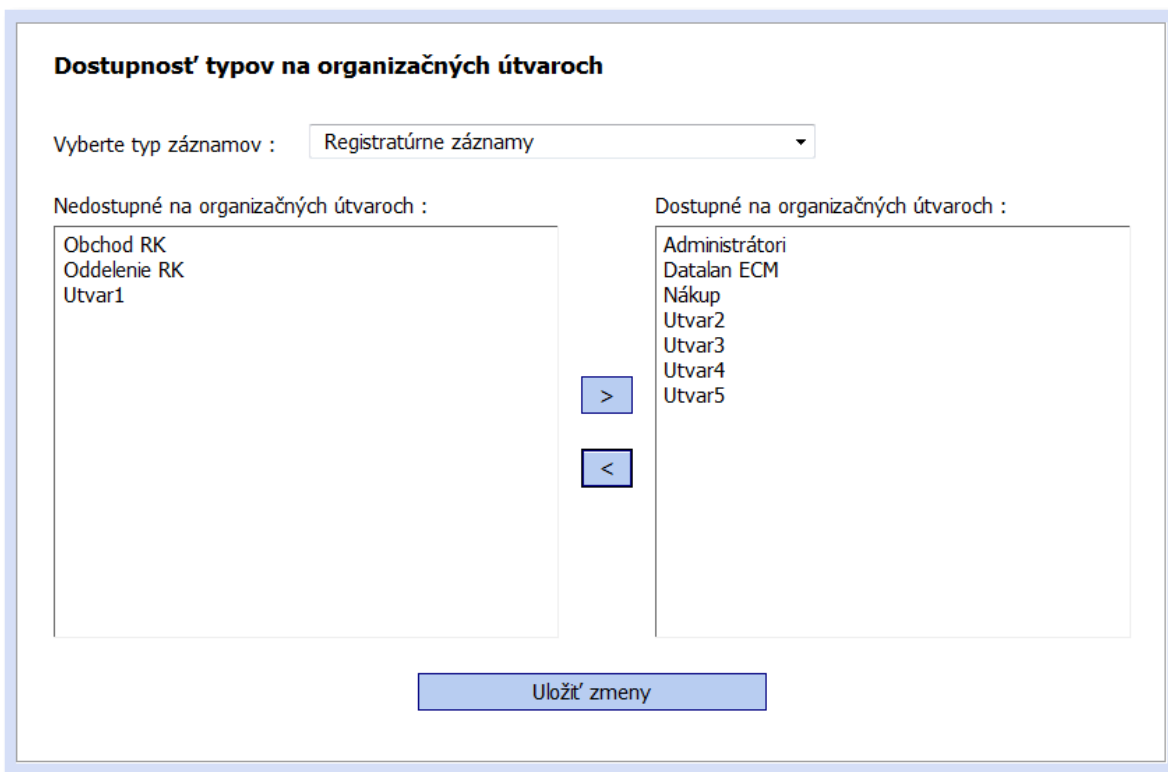 Dostupnosť typov na organizačných útvaroch
Vyberte typ záznamov :
Registratúrne záznamy
Nedostupné na organizačných útvaroch :
Obchod RK
Oddelenie RK
Utvar1
>
<
Dostupné na organizačných útvaroch :
Administrátori
Datalan ECM
Nákup
Utvar2
Utvar3
Utvar4
Utvar5
Uložiť zmeny